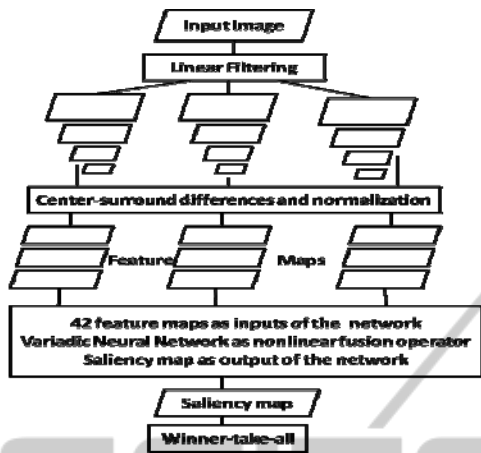 Input Image
Linear Filtering
Center-surround differences and normalization
Feature Maps
42 feature maps as inputs of the network
Variadic Neural Network as non linear fusion operator
Saliency map as output of the network
Saliency map
Winner-take-all